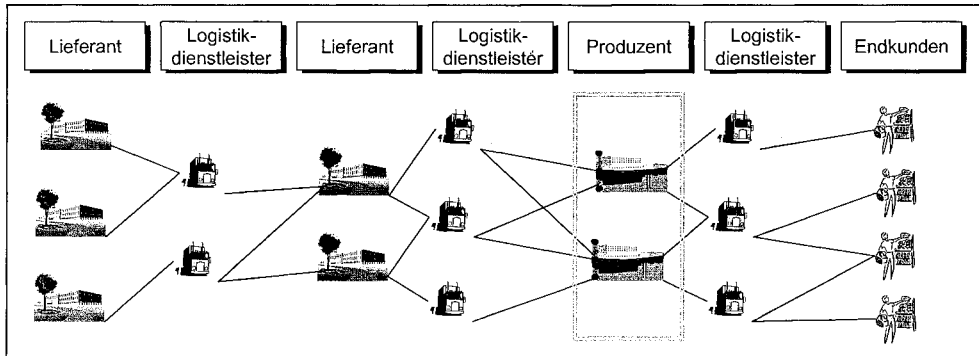 Lieferant
Logistik-
dienstleister
Lieferant
Logistik-
dienstleistér
Produzent
Logistik-
dienstleister
Endkunden